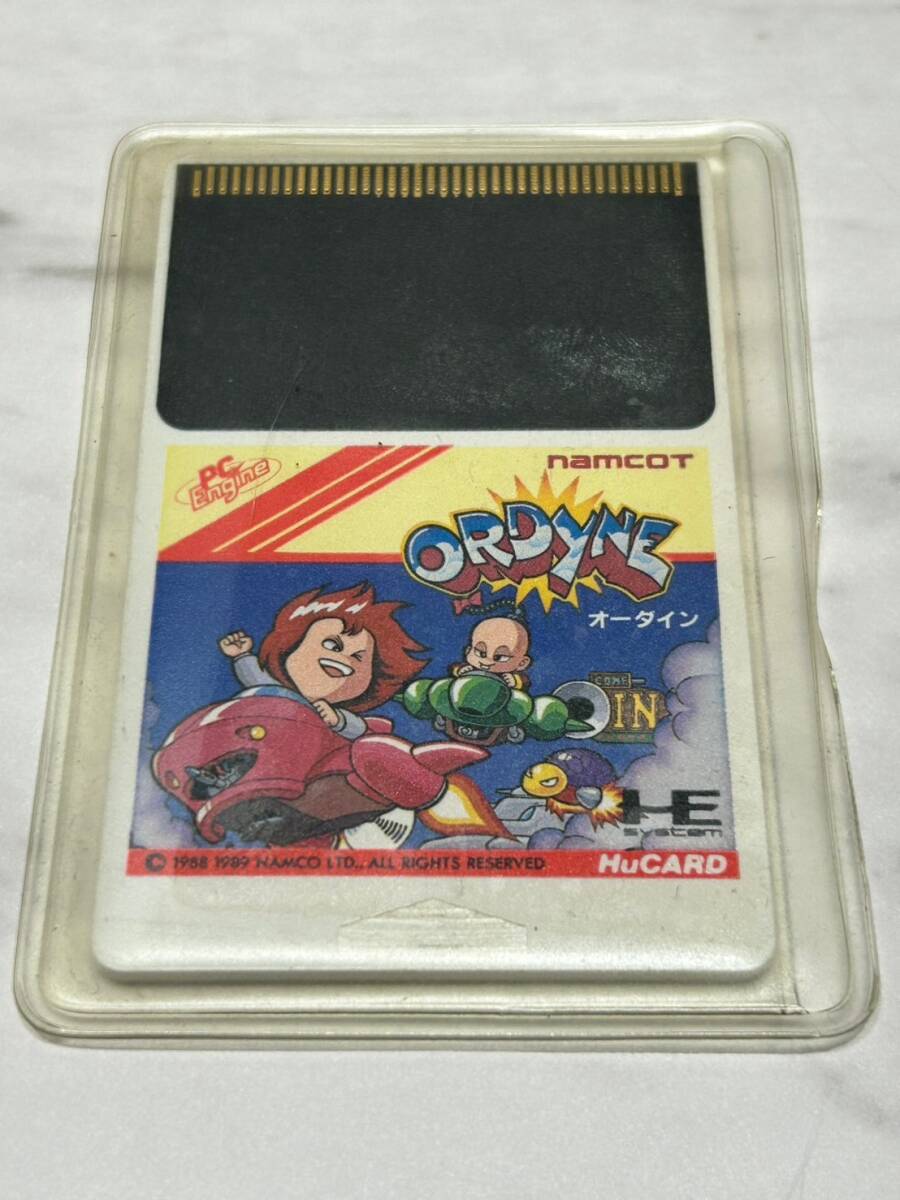 PC Engine
namcot
ORDYNE
オーダイン
COME
IN
HE
system
© 1988 1989 NAMCO LTD., ALL RIGHTS RESERVED
HuCARD